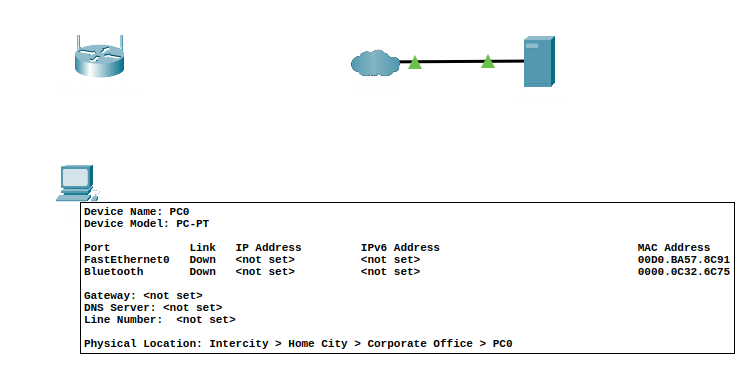 Device Name: PC0
Device Model: PC-PT
Port Link IP Address IPv6 Address MAC Address
FastEthernet0 Down <not set> <not set> 00D0.BA57.8C91
Bluetooth Down <not set> <not set> 0000.0C32.6C75
Gateway: <not set>
DNS Server: <not set>
Line Number: <not set>
Physical Location: Intercity > Home City > Corporate Office > PC0